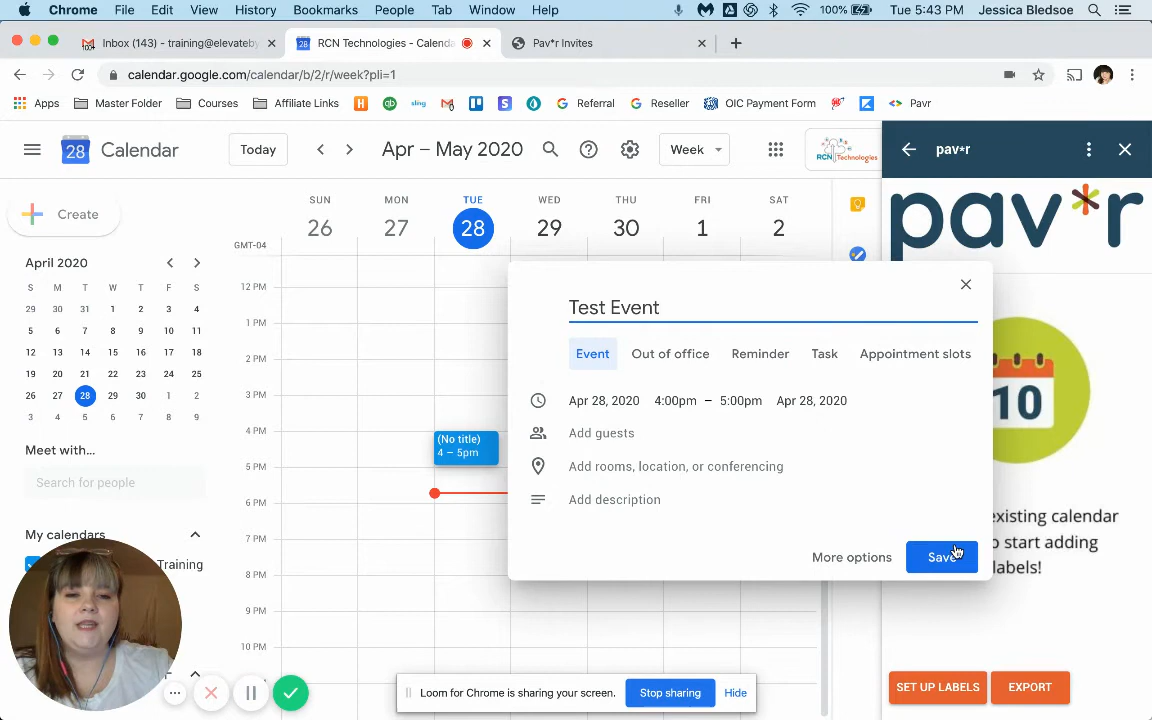 Chrome File Edit View History Bookmarks People Tab Window Help 100% Tue 5:43 PM Jessica Bledsoe
Inbox (143) - training@elevateby
RCN Technologies - Calenda
Pav*r Invites
calendar.google.com/calendar/b/2/r/week?pli=1
Apps Master Folder Courses Affiliate Links sling Referral Reseller OIC Payment Form Pavr
28 Calendar Today Apr – May 2020 Week RCN Technologies
pav*r
pav*r
Create
SUN MON TUE WED THU FRI SAT
26 27 28 29 30 1 2
GMT-04
April 2020
S M T W T F S
29 30 31 1 2 3 4
5 6 7 8 9 10 11
12 13 14 15 16 17 18
19 20 21 22 23 24 25
26 27 28 29 30 1 2
3 4 5 6 7 8 9
Meet with...
Search for people
My calendars
Training
12 PM
1 PM
2 PM
3 PM
4 PM
5 PM
6 PM
7 PM
8 PM
9 PM
10 PM
(No title)
4 – 5pm
Test Event
Event Out of office Reminder Task Appointment slots
Apr 28, 2020 4:00pm – 5:00pm Apr 28, 2020
Add guests
Add rooms, location, or conferencing
Add description
More options Save
10
existing calendar
o start adding
labels!
SET UP LABELS EXPORT
Loom for Chrome is sharing your screen. Stop sharing Hide